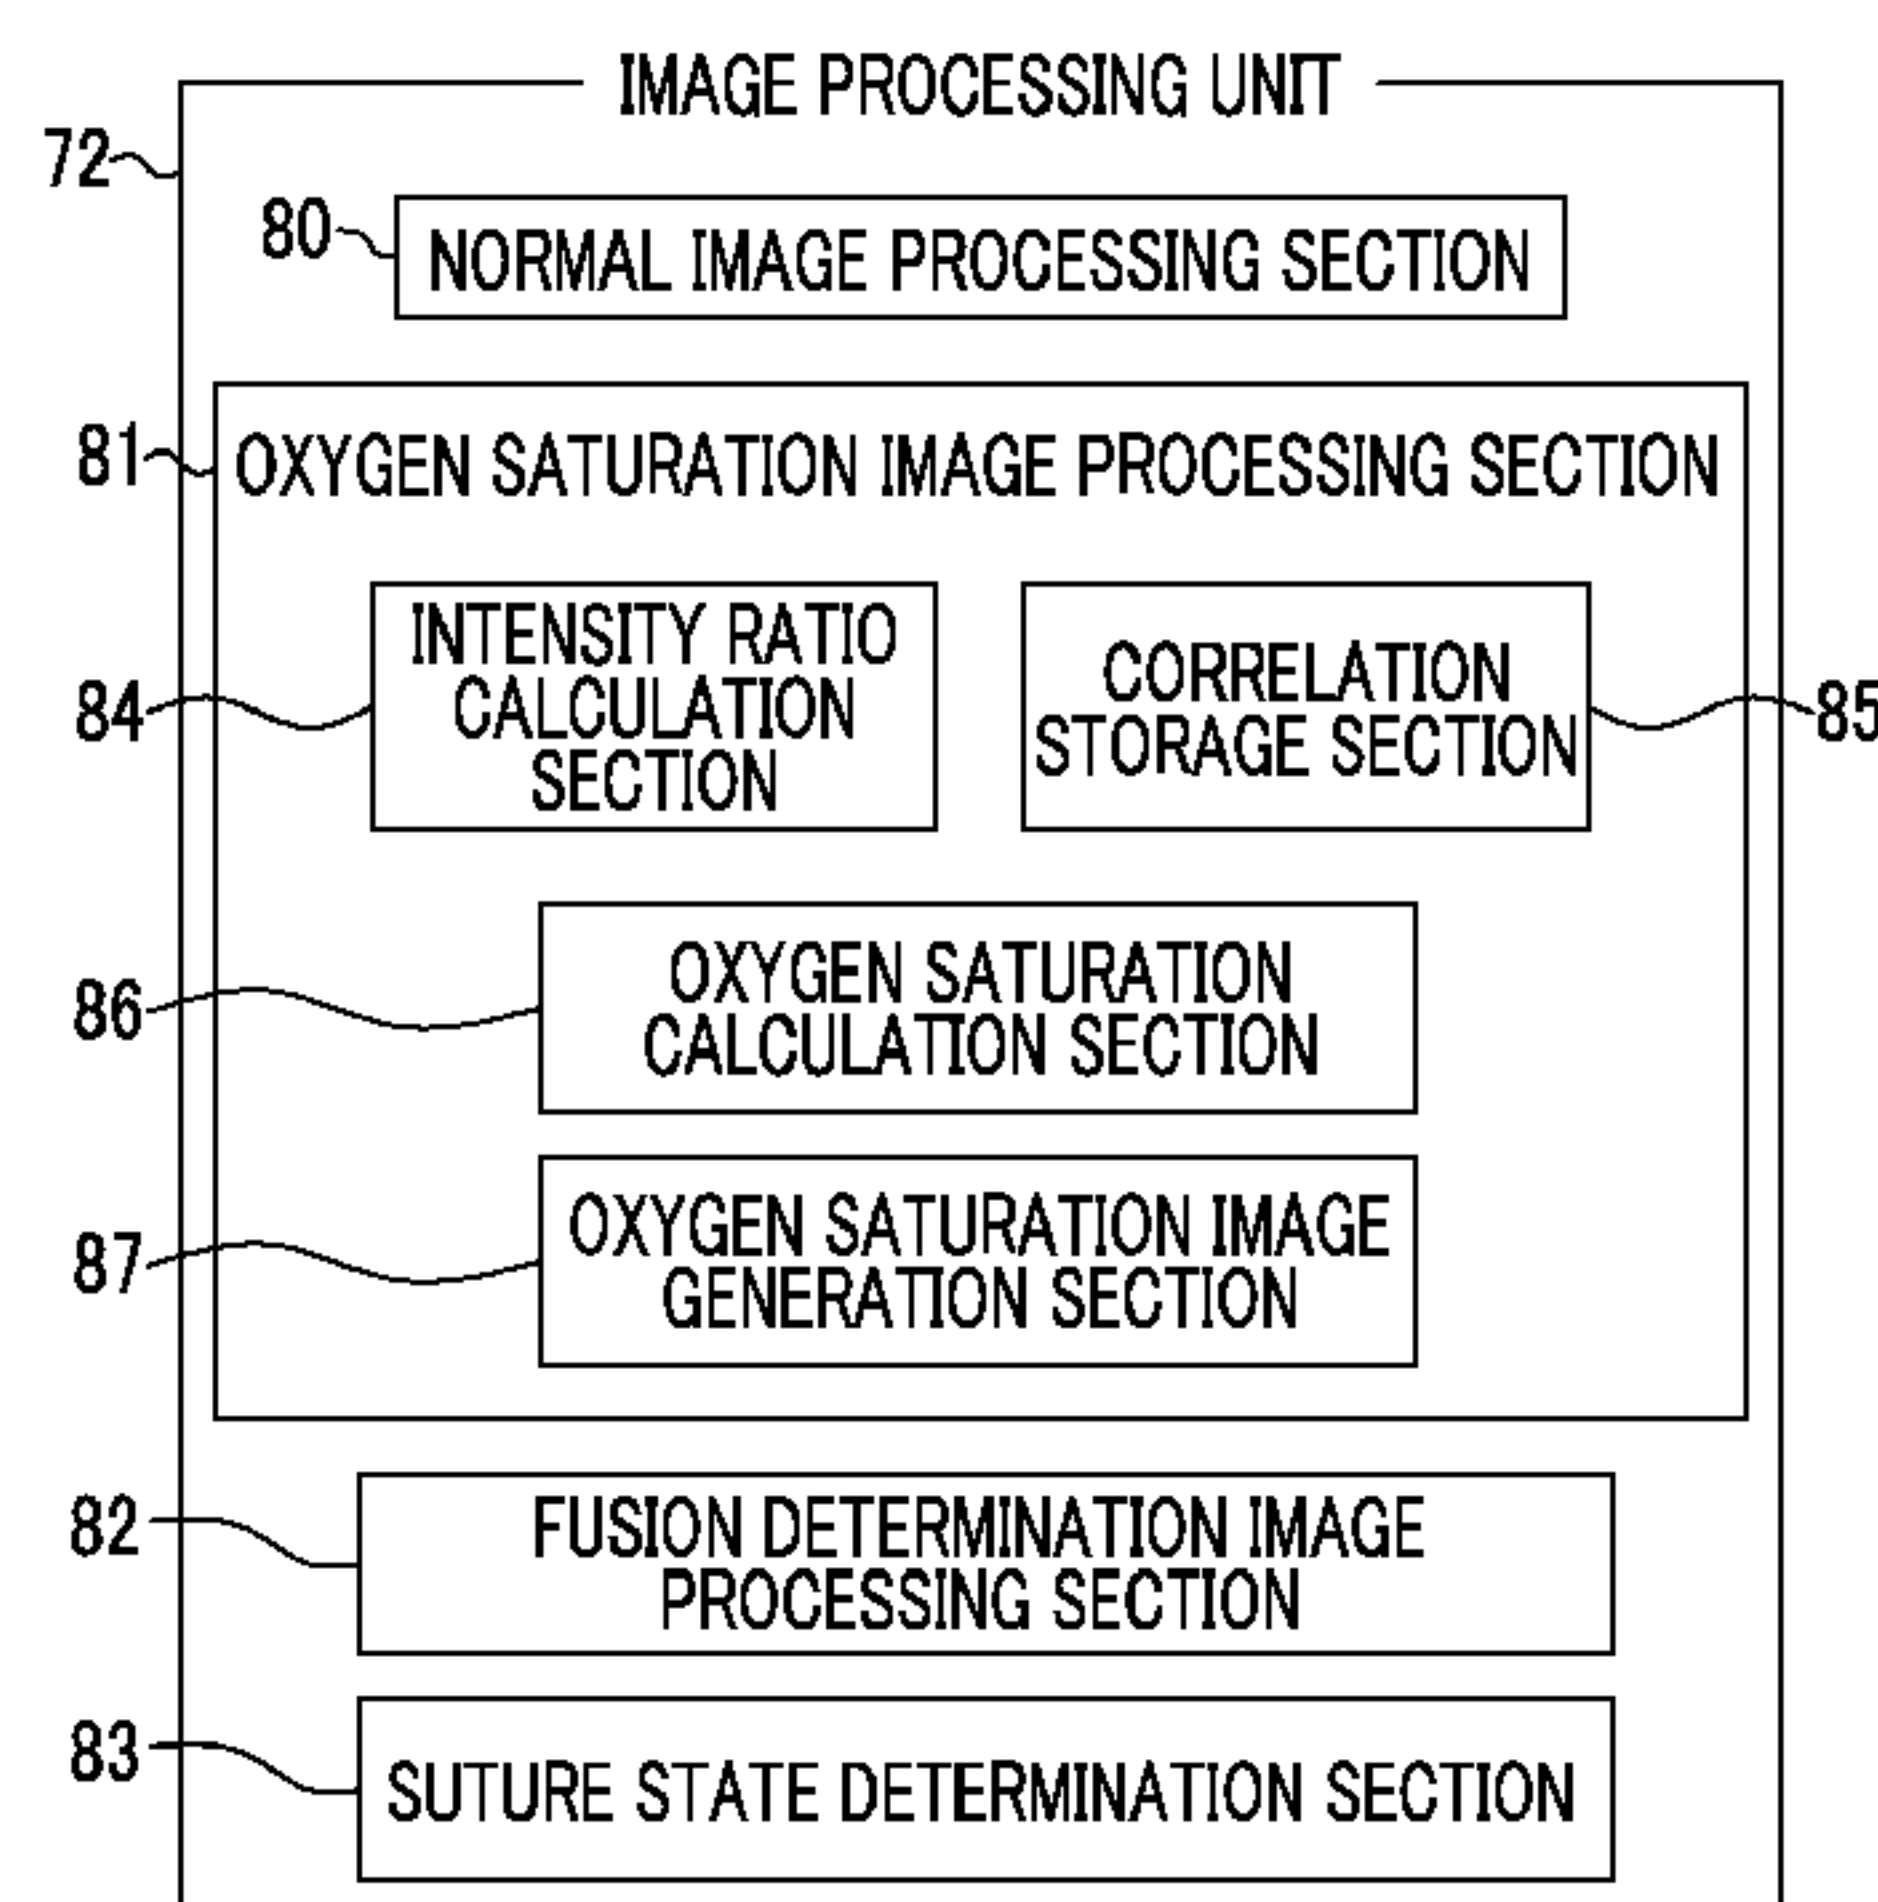 IMAGE PROCESSING UNIT
72
80
NORMAL IMAGE PROCESSING SECTION
81
OXYGEN SATURATION IMAGE PROCESSING SECTION
84
INTENSITY RATIO
CALCULATION
SECTION
CORRELATION
STORAGE SECTION
85
86
OXYGEN SATURATION
CALCULATION SECTION
87
OXYGEN SATURATION IMAGE
GENERATION SECTION
82
FUSION DETERMINATION IMAGE
PROCESSING SECTION
83
SUTURE STATE DETERMINATION SECTION